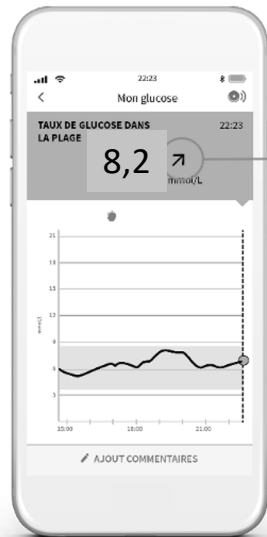 22:23
Mon glucose
TAUX DE GLUCOSE DANS 22:23
LA PLAGE
8,2
mmol/L
21
18
15
12
9
6
3
mmol/L
15:00 18:00 21:00
AJOUT COMMENTAIRES